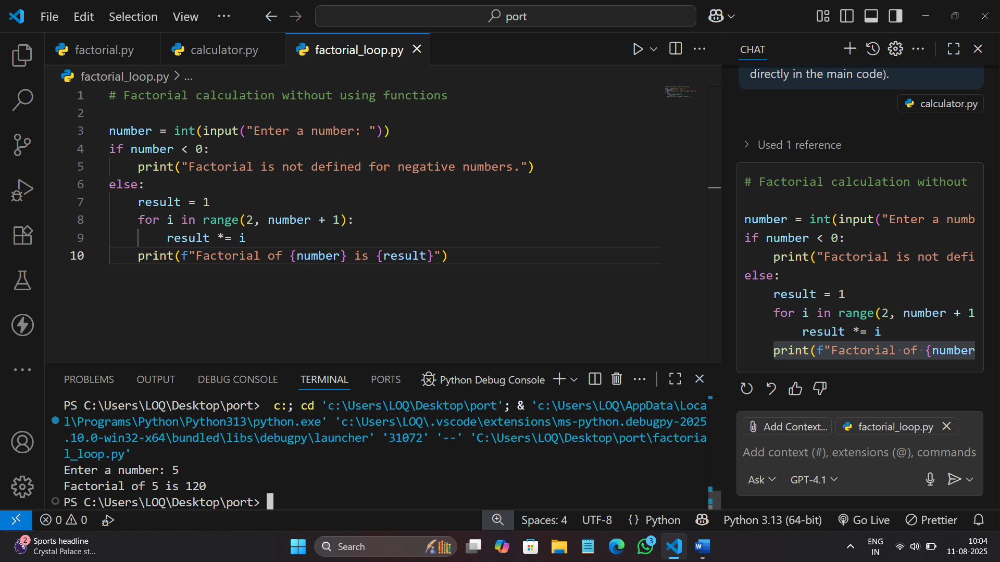 File Edit Selection View ... port
factorial.py calculator.py factorial_loop.py
factorial_loop.py > ...
1 # Factorial calculation without using functions
2
3 number = int(input("Enter a number: "))
4 if number < 0:
5     print("Factorial is not defined for negative numbers.")
6 else:
7     result = 1
8     for i in range(2, number + 1):
9         result *= i
10     print(f"Factorial of {number} is {result}")
CHAT
directly in the main code).
calculator.py
> Used 1 reference
# Factorial calculation without
number = int(input("Enter a numb
if number < 0:
    print("Factorial is not defi
else:
    result = 1
    for i in range(2, number + 1
        result *= i
    print(f"Factorial of {number
Add Context... factorial_loop.py
Add context (#), extensions (@), commands
Ask GPT-4.1
PROBLEMS OUTPUT DEBUG CONSOLE TERMINAL PORTS Python Debug Console
PS C:\Users\LOQ\Desktop\port>  c:; cd 'c:\Users\LOQ\Desktop\port'; & 'c:\Users\LOQ\AppData\Loca
l\Programs\Python\Python313\python.exe' 'c:\Users\LOQ\.vscode\extensions\ms-python.debugpy-2025
.10.0-win32-x64\bundled\libs\debugpy\launcher' '31072' '--' 'C:\Users\LOQ\Desktop\port\factoria
l_loop.py'
Enter a number: 5
Factorial of 5 is 120
PS C:\Users\LOQ\Desktop\port>
0 0 Spaces: 4 UTF-8 {} Python Python 3.13 (64-bit) Go Live Prettier
2 Sports headline
Crystal Palace st...
Search
3
W
ENG
IN
10:04
11-08-2025